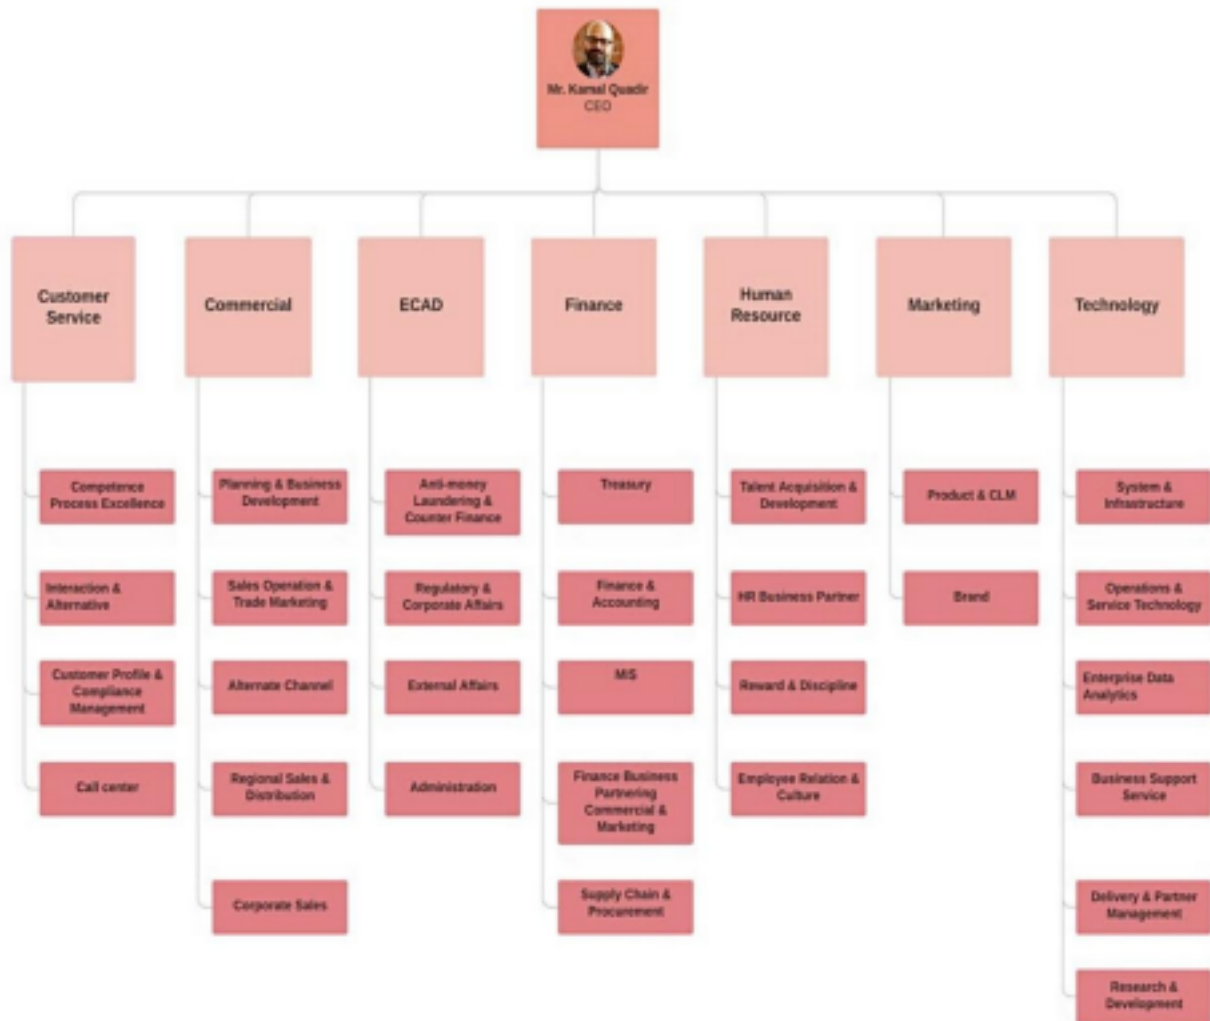 Mr. Kamal Quadir
CEO
Customer
Service
Commercial
ECAD
Finance
Human
Resource
Marketing
Technology
Competence
Process Excellence
Interaction &
Alternative
Customer Profile &
Compliance
Management
Call center
Planning & Business
Development
Sales Operation &
Trade Marketing
Alternate Channel
Regional Sales &
Distribution
Corporate Sales
Anti-money
Laundering &
Counter Finance
Regulatory &
Corporate Affairs
External Affairs
Administration
Treasury
Finance &
Accounting
MIS
Finance Business
Partnering
Commercial &
Marketing
Supply Chain &
Procurement
Talent Acquisition &
Development
HR Business Partner
Reward & Discipline
Employee Relation &
Culture
Product & CLM
Brand
System &
Infrastructure
Operations &
Service Technology
Enterprise Data
Analytics
Business Support
Service
Delivery & Partner
Management
Research &
Development